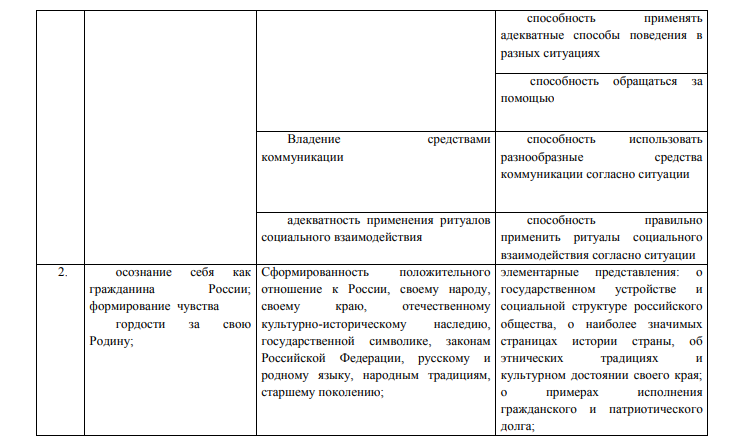 способность применять
адекватные способы поведения в
разных ситуациях
способность обращаться за
помощью
Владение средствами
коммуникации
способность использовать
разнообразные средства
коммуникации согласно ситуации
адекватность применения ритуалов
социального взаимодействия
способность правильно
применить ритуалы социального
взаимодействия согласно ситуации
2.
осознание себя как
гражданина России;
формирование чувства
гордости за свою
Родину;
Сформированность положительного
отношение к России, своему народу,
своему краю, отечественному
культурно-историческому наследию,
государственной символике, законам
Российской Федерации, русскому и
родному языку, народным традициям,
старшему поколению;
элементарные представления: о
государственном устройстве и
социальной структуре российского
общества, о наиболее значимых
страницах истории страны, об
этнических традициях и
культурном достоянии своего края;
о примерах исполнения
гражданского и патриотического
долга;